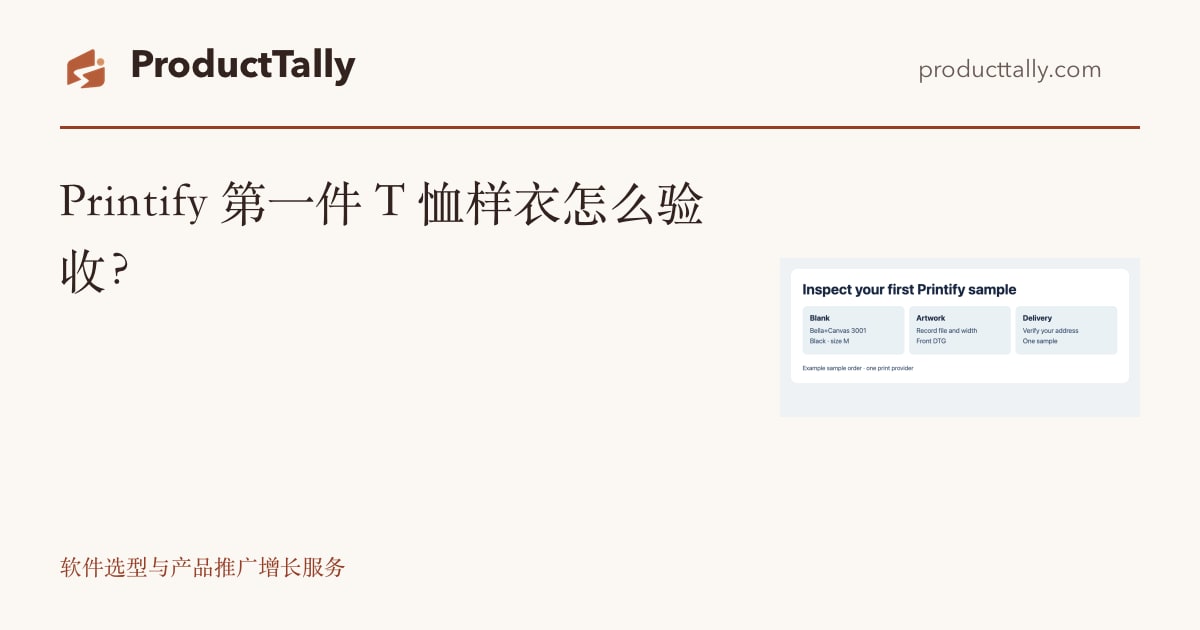 ProductTally
producttally.com
Printify 第一件 T 恤样衣怎么验
收?
Inspect your first Printify sample
Blank
Bella+Canvas 3001
Black · size M
Artwork
Record file and width
Front DTG
Delivery
Verify your address
One sample
Example sample order · one print provider
软件选型与产品推广增长服务